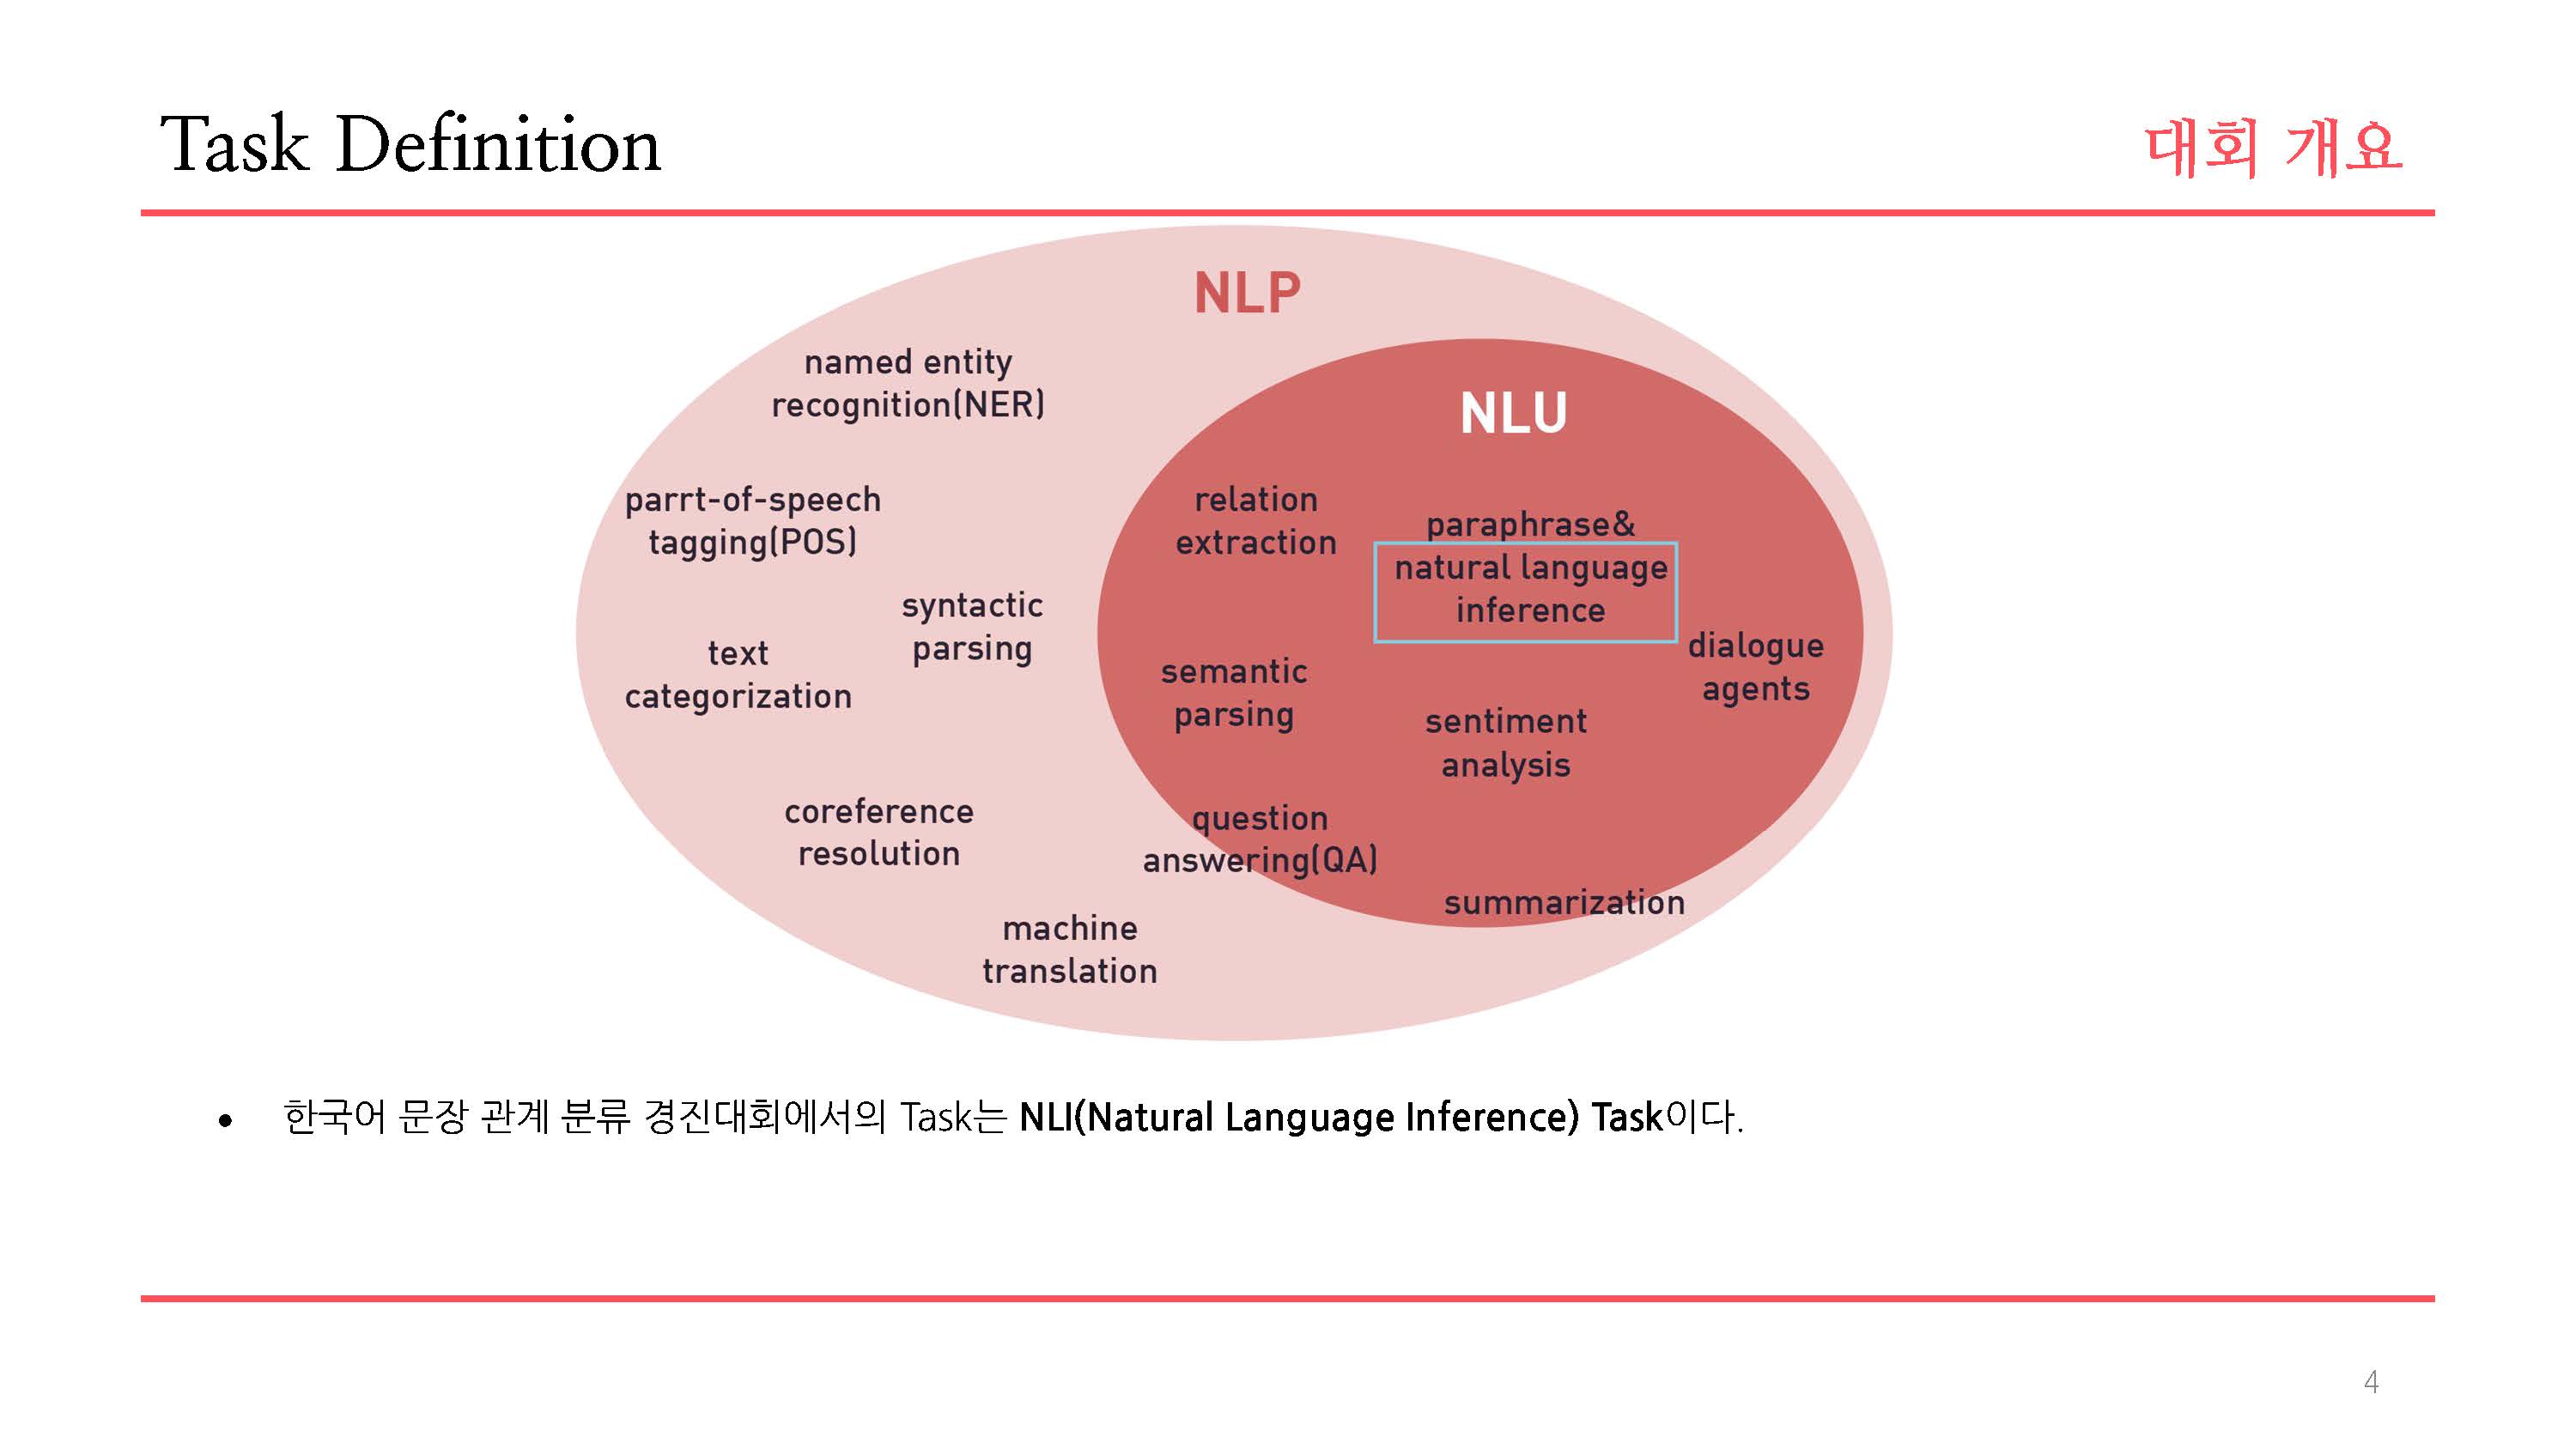 Task Definition
대회 개요
NLP
named entity
recognition(NER)
NLU
parrt-of-speech
tagging(POS)
relation
extraction
paraphrase&
natural language
inference
syntactic
parsing
text
categorization
semantic
parsing
dialogue
agents
sentiment
analysis
coreference
resolution
question
answering(QA)
summarization
machine
translation
● 한국어 문장 관계 분류 경진대회에서의 Task는 NLI(Natural Language Inference) Task이다.
4